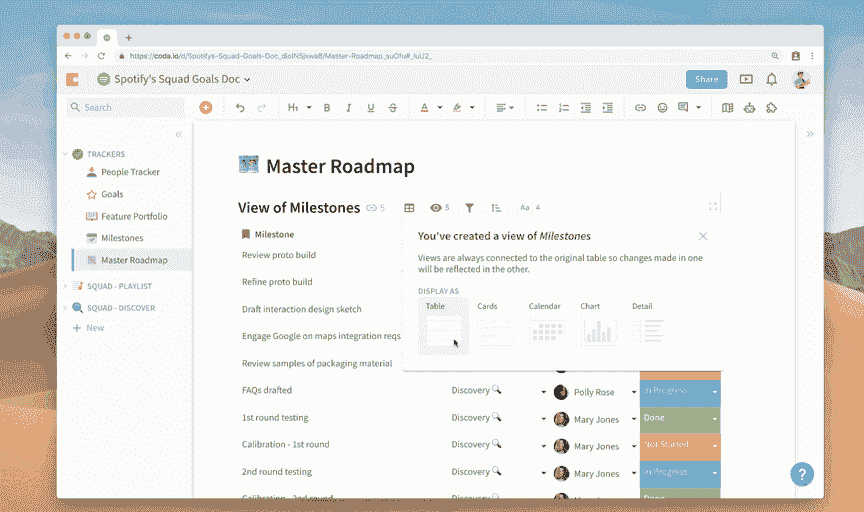 https://coda.io/d/Spotifys-Squad-Goals-Doc_dioINSjxwa8/Master-Roadmap_suOfu#_luU2_
Spotify's Squad Goals Doc
Share
Search
H1 B I U S A
Aa
TRACKERS
People Tracker
Goals
Feature Portfolio
Milestones
Master Roadmap
SQUAD - PLAYLIST
SQUAD - DISCOVER
+ New
Master Roadmap
View of Milestones 5 5 Aa 4
Milestone
Review proto build
Refine proto build
Draft interaction design sketch
Engage Google on maps integration reqs
Review samples of packaging material
You've created a view of Milestones
Views are always connected to the original table so changes made in one
will be reflected in the other.
DISPLAY AS
Table Cards Calendar Chart Detail
FAQs drafted Discovery Polly Rose In Progress
1st round testing Discovery Mary Jones Done
Calibration - 1st round Discovery Mary Jones Not Started
2nd round testing Discovery Mary Jones In Progress
?